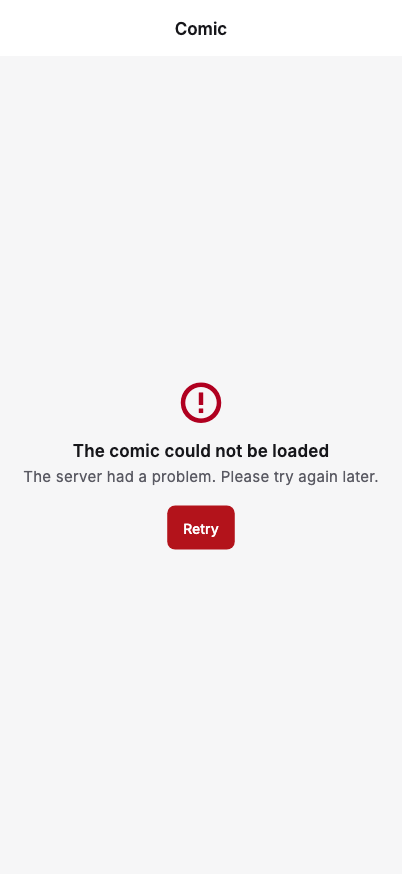 Comic
The comic could not be loaded
The server had a problem. Please try again later.
Retry